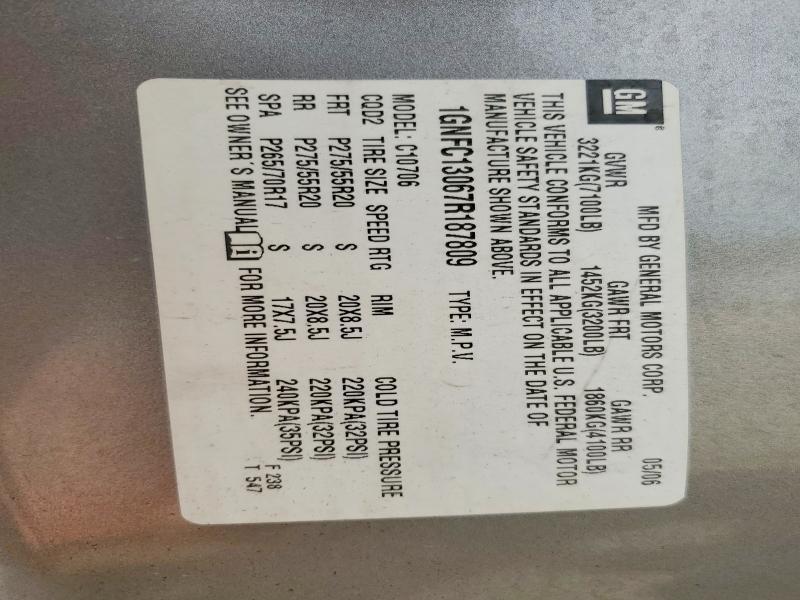 GM ®
MFD BY GENERAL MOTORS CORP. 05/06
GVWR GAWR FRT GAWR RR
3221KG(7100LB) 1452KG(3200LB) 1860KG(4100LB)
THIS VEHICLE CONFORMS TO ALL APPLICABLE U.S. FEDERAL MOTOR
VEHICLE SAFETY STANDARDS IN EFFECT ON THE DATE OF
MANUFACTURE SHOWN ABOVE.
1GNFC13067R187809 TYPE: M.P.V.
MODEL: C10706
CQD2 TIRE SIZE SPEED RTG RIM COLD TIRE PRESSURE
FRT P275/55R20 S 20X8.5J 220KPA(32PSI)
RR P275/55R20 S 20X8.5J 220KPA(32PSI)
SPA P265/70R17 S 17X7.5J 240KPA(35PSI)
SEE OWNER'S MANUAL FOR MORE INFORMATION.
F 238
T 547